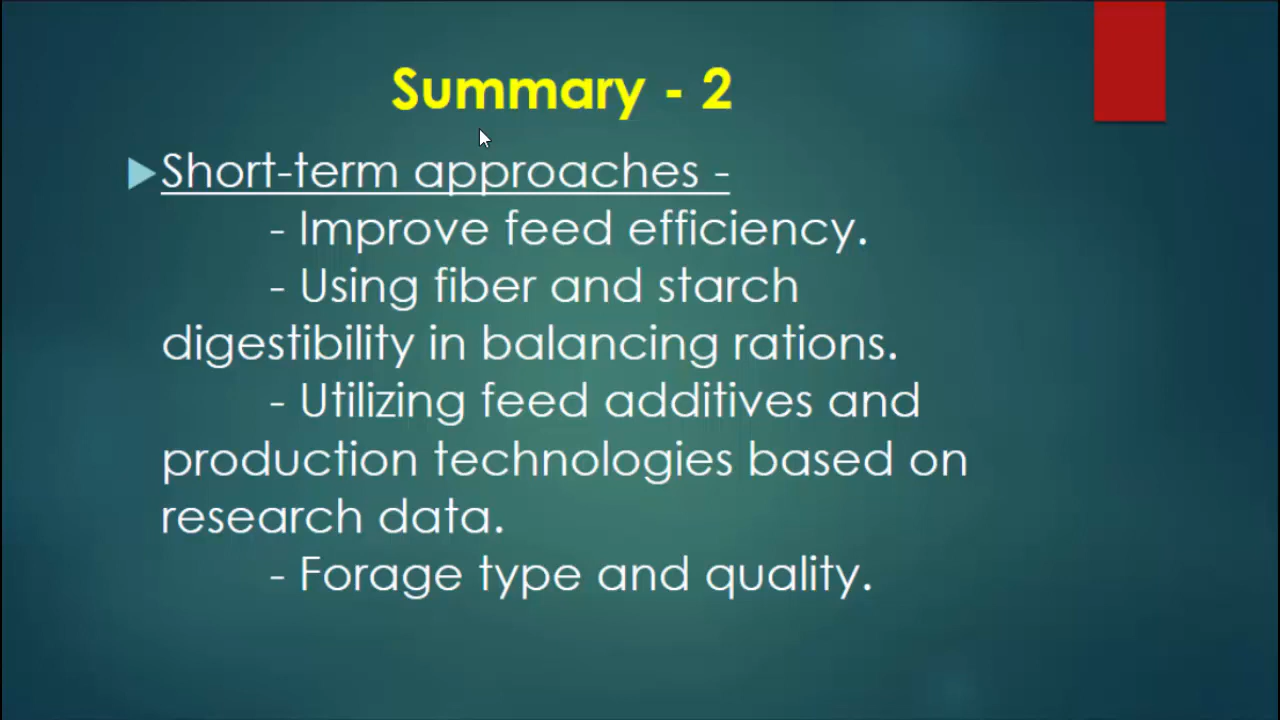 Summary - 2
Short-term approaches -
- Improve feed efficiency.
- Using fiber and starch
digestibility in balancing rations.
- Utilizing feed additives and
production technologies based on
research data.
- Forage type and quality.